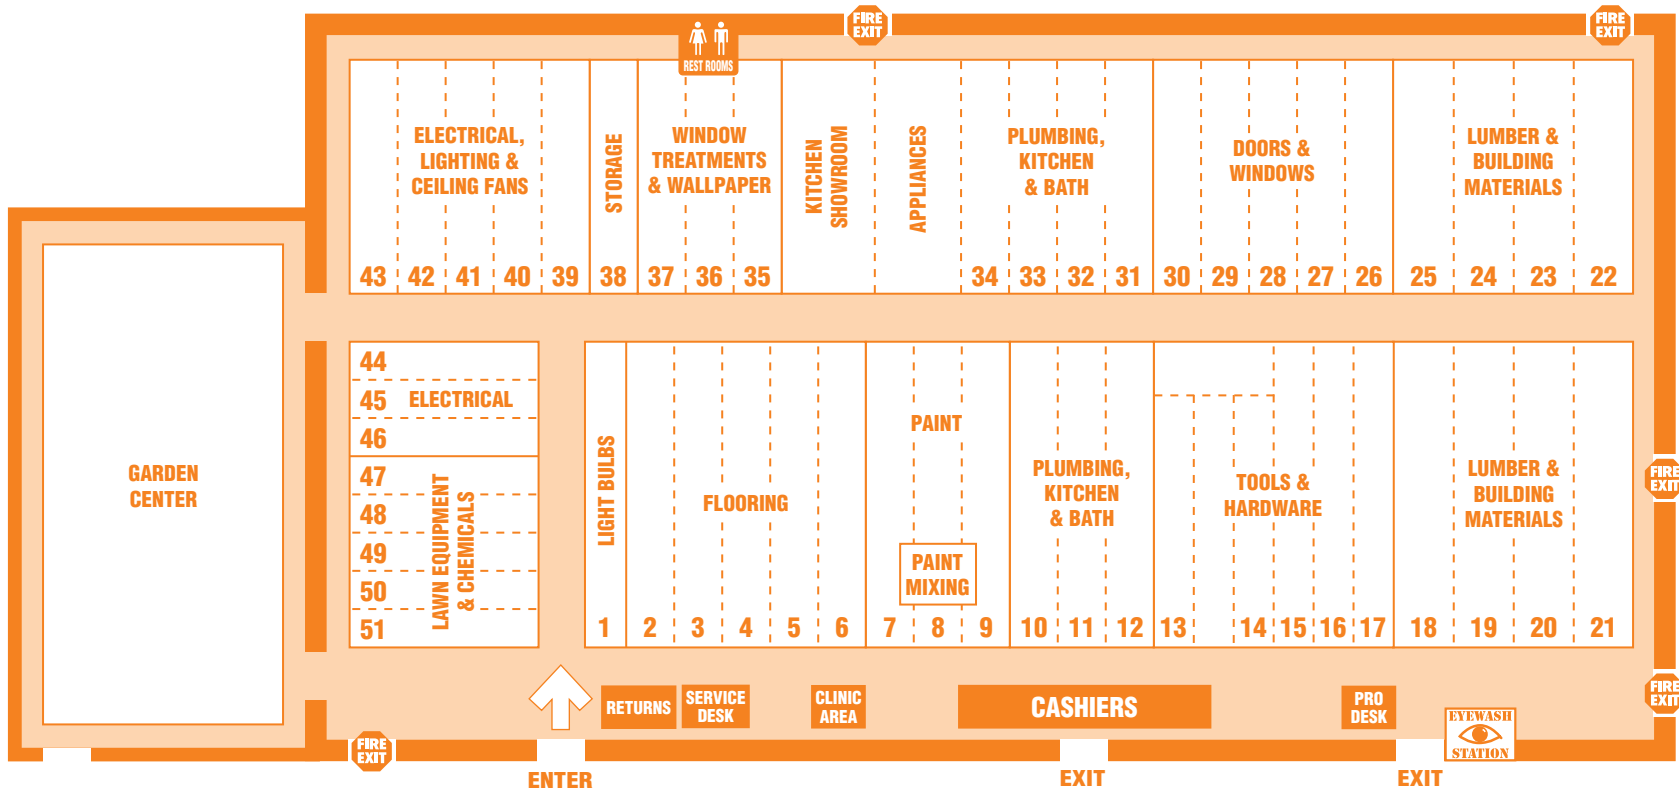 FIRE
EXIT
FIRE
EXIT
REST ROOMS
ELECTRICAL,
LIGHTING &
CEILING FANS
STORAGE
WINDOW
TREATMENTS
& WALLPAPER
KITCHEN
SHOWROOM
APPLIANCES
PLUMBING,
KITCHEN
& BATH
DOORS &
WINDOWS
LUMBER &
BUILDING
MATERIALS
43 42 41 40 39 38 37 36 35 34 33 32 31 30 29 28 27 26 25 24 23 22
GARDEN
CENTER
44
45 ELECTRICAL
46
47
48
49
50
51
LAWN EQUIPMENT
& CHEMICALS
LIGHT BULBS
FLOORING
PAINT
PAINT
MIXING
PLUMBING,
KITCHEN
& BATH
TOOLS &
HARDWARE
LUMBER &
BUILDING
MATERIALS
FIRE
EXIT
1 2 3 4 5 6 7 8 9 10 11 12 13 14 15 16 17 18 19 20 21
RETURNS
SERVICE
DESK
CLINIC
AREA
CASHIERS
PRO
DESK
FIRE
EXIT
EYEWASH
STATION
FIRE
EXIT
ENTER
EXIT
EXIT